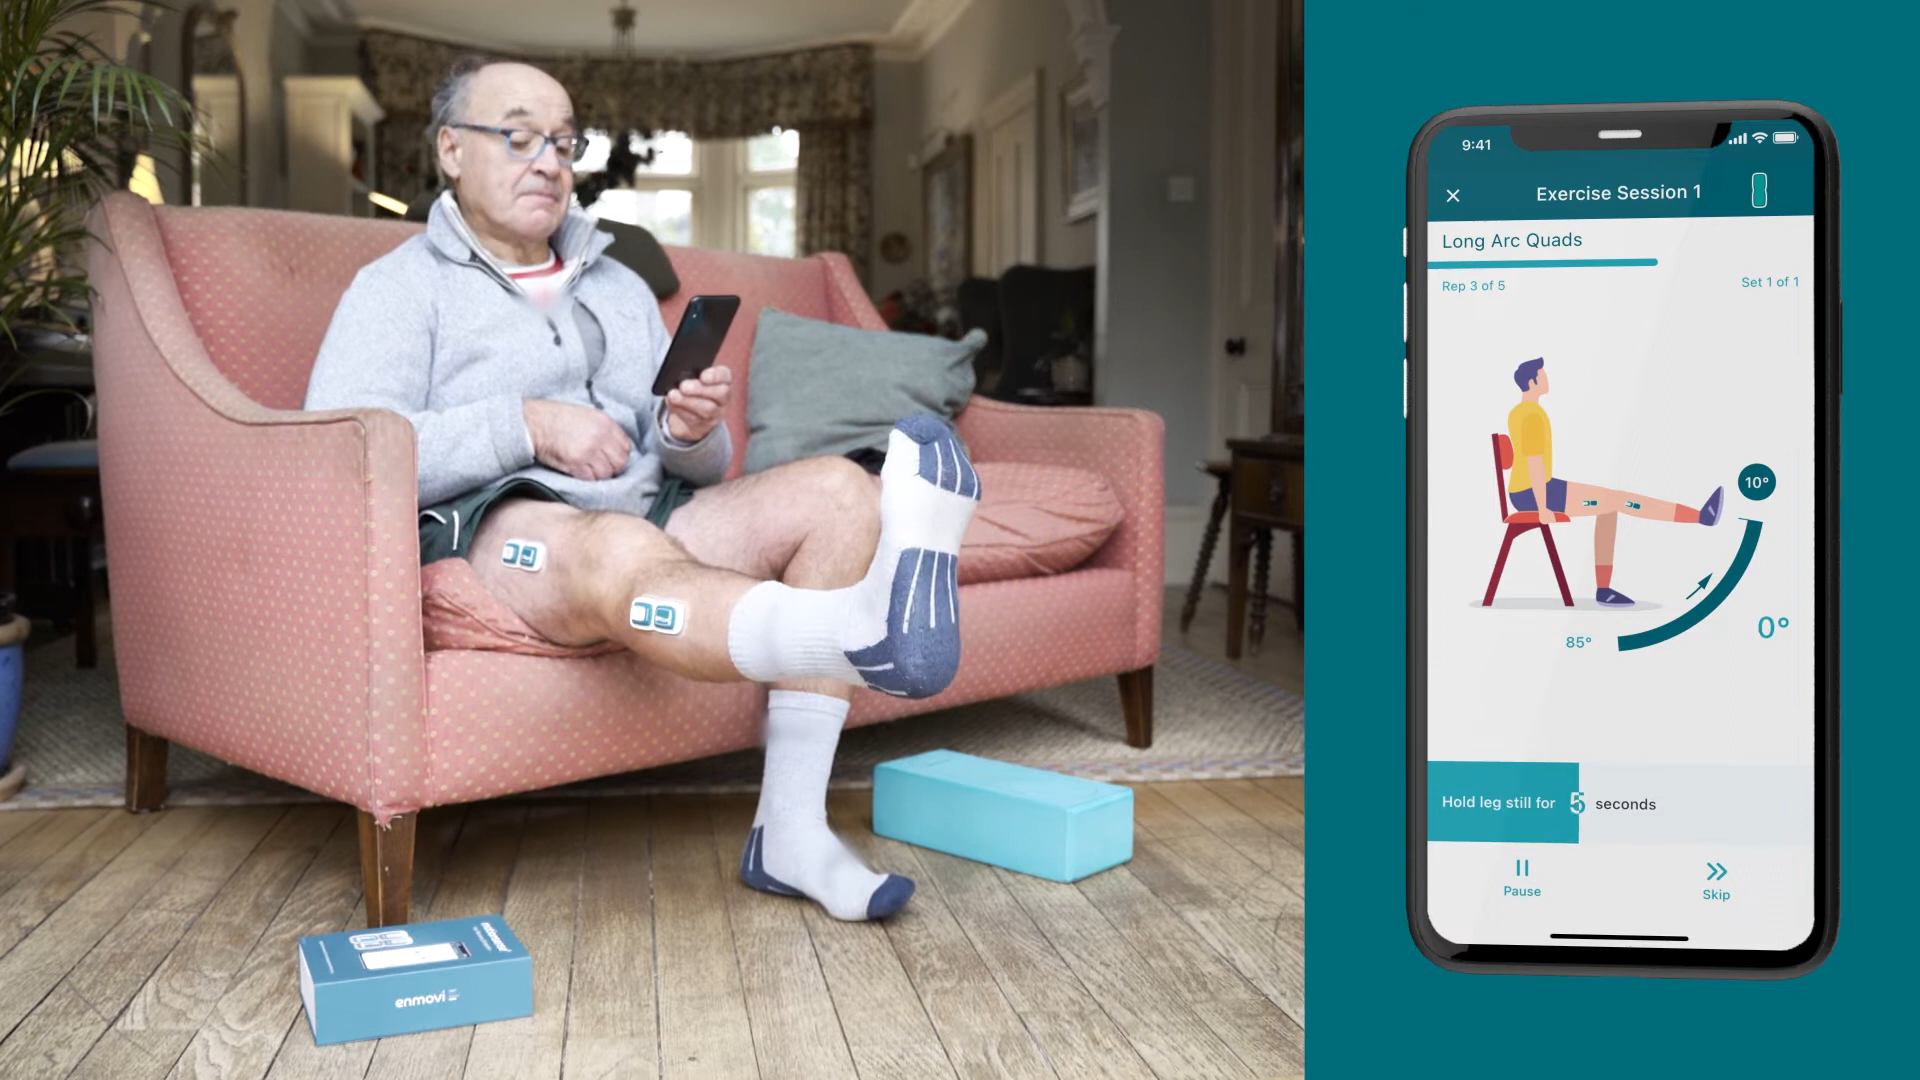 enmovi
9:41
Exercise Session 1
Long Arc Quads
Rep 3 of 5
Set 1 of 1
10°
85°
0°
Hold leg still for 5 seconds
Pause
Skip